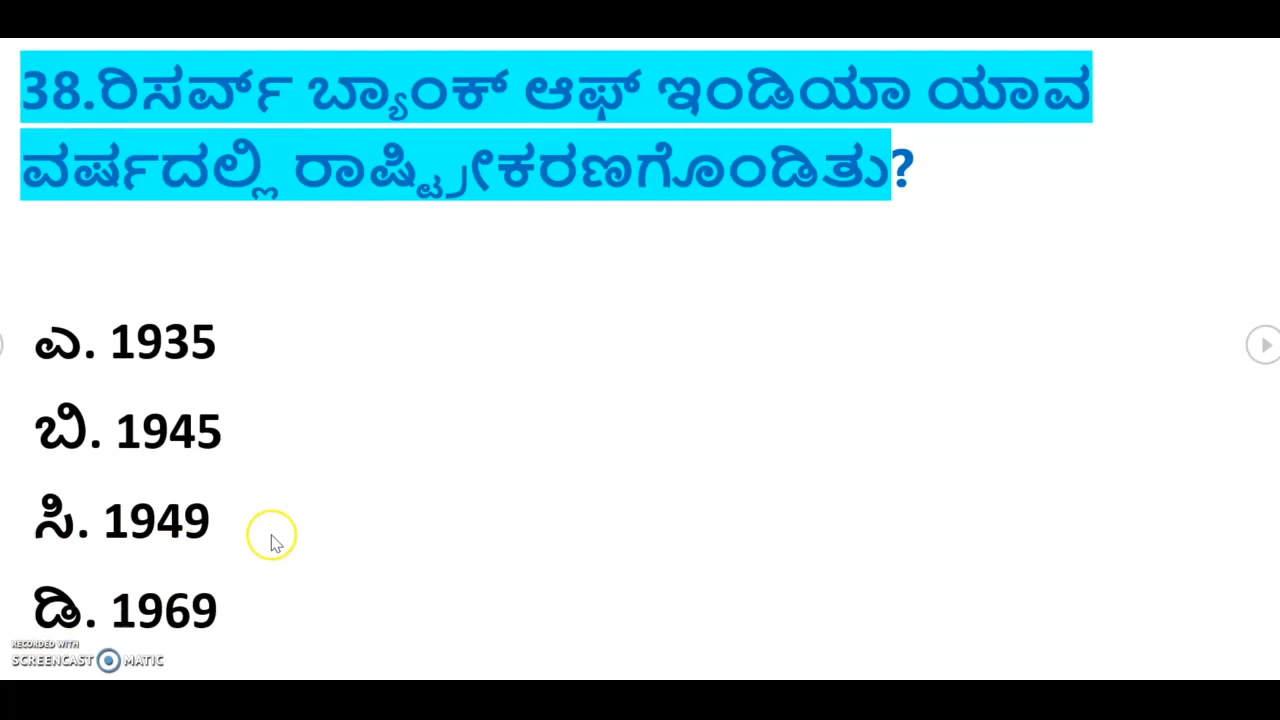 38.ರಿಸರ್ವ್ ಬ್ಯಾಂಕ್ ಆಫ್ ಇಂಡಿಯಾ ಯಾವ
ವರ್ಷದಲ್ಲಿ ರಾಷ್ಟ್ರೀಕರಣಗೊಂಡಿತು?
ಎ. 1935
ಬಿ. 1945
ಸಿ. 1949
ಡಿ. 1969
RECORDED WITH
SCREENCAST MATIC